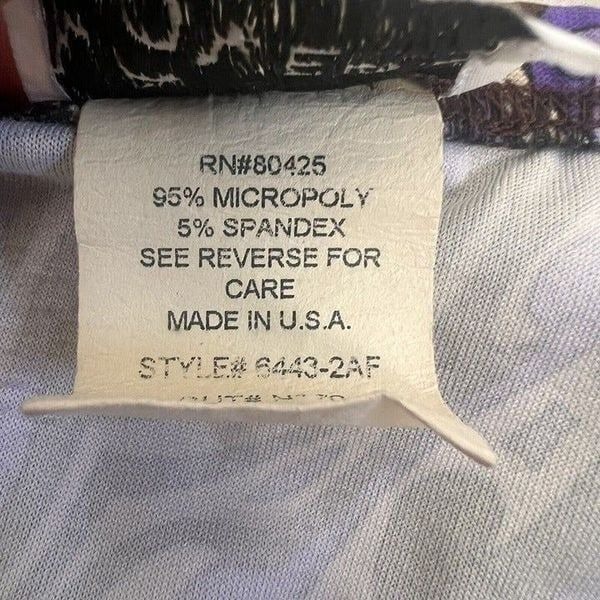 RN#80425
95% MICROPOLY
5% SPANDEX
SEE REVERSE FOR
CARE
MADE IN U.S.A.
STYLE# 6443-2AF